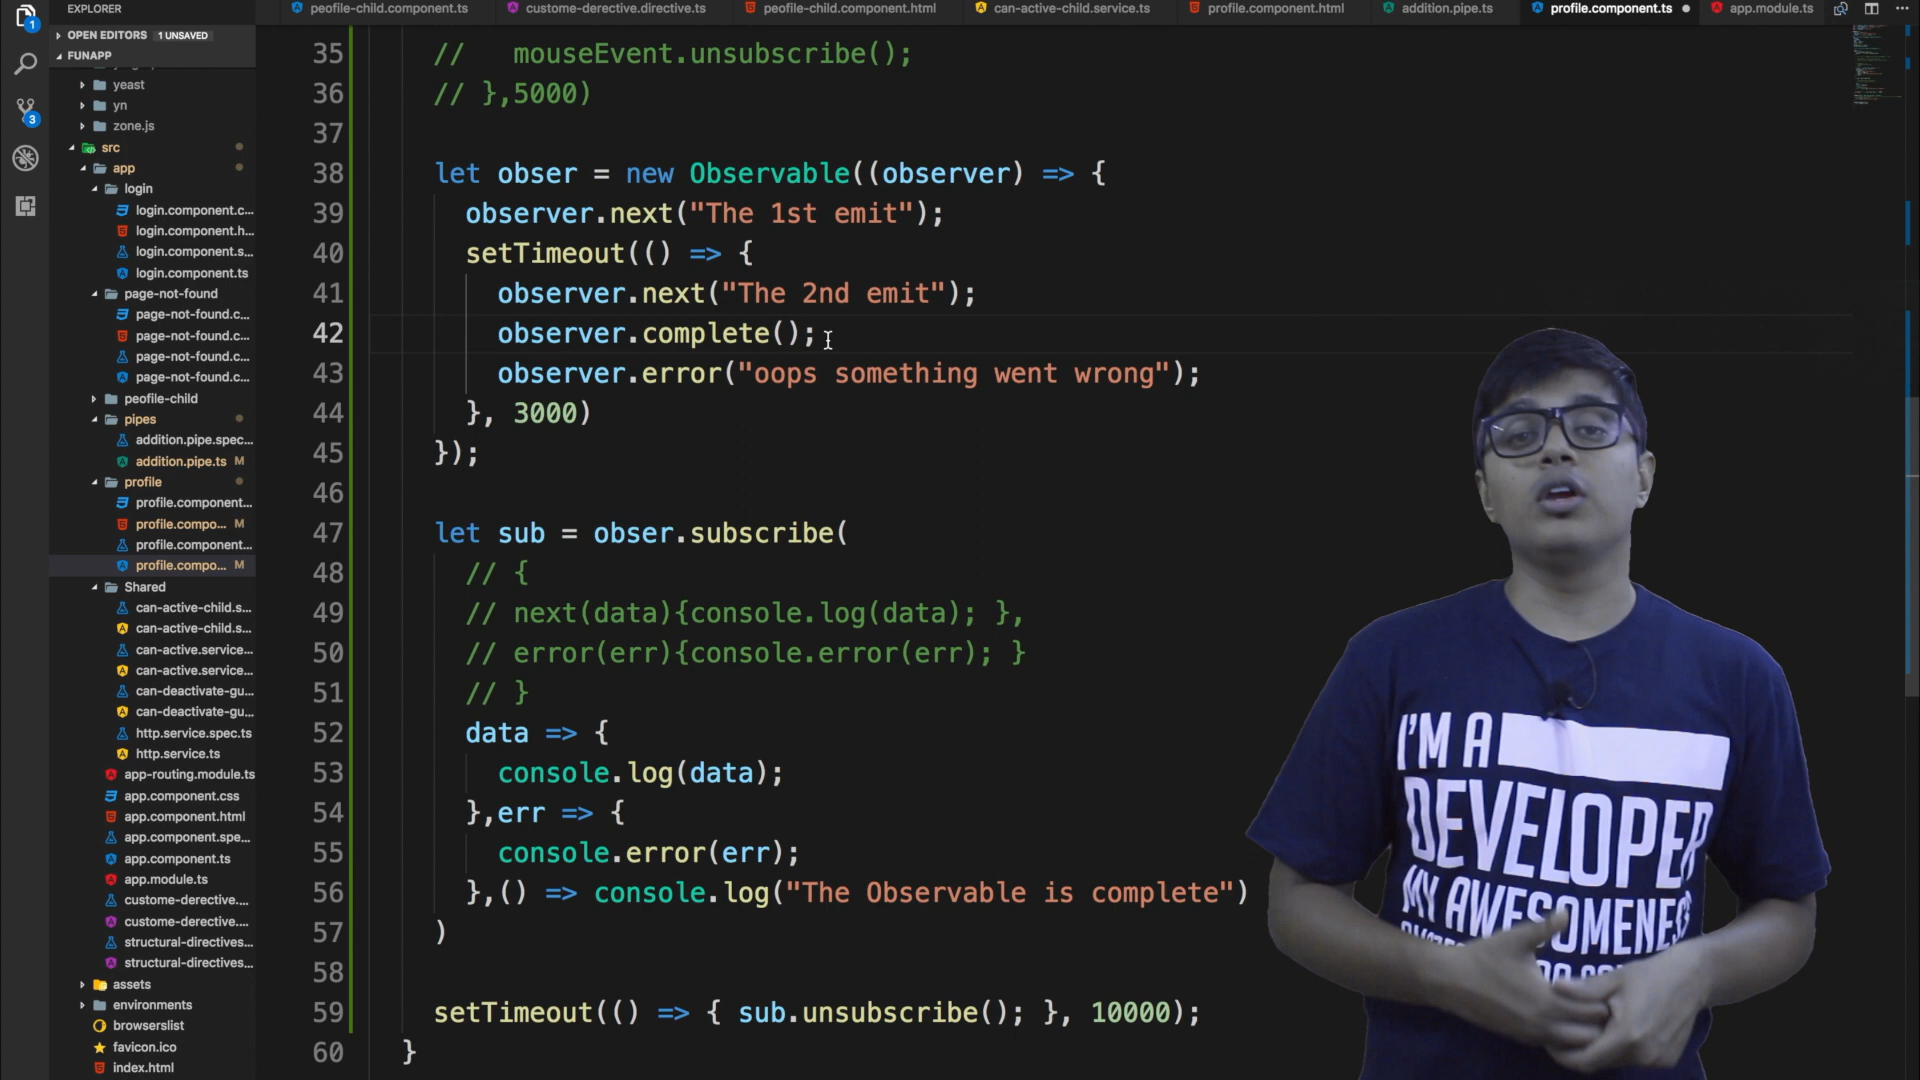 EXPLORER
peofile-child.component.ts
custome-derective.directive.ts
peofile-child.component.html
can-active-child.service.ts
profile.component.html
addition.pipe.ts
profile.component.ts
app.module.ts
OPEN EDITORS 1 UNSAVED
FUNAPP
1
3
yeast
yn
zone.js
src
app
login
login.component.c...
login.component.h...
login.component.s...
login.component.ts
page-not-found
page-not-found.c...
page-not-found.c...
page-not-found.c...
page-not-found.c...
peofile-child
pipes
addition.pipe.spec...
addition.pipe.ts M
profile
profile.component...
profile.compo... M
profile.component...
profile.compo... M
Shared
can-active-child.s...
can-active-child.s...
can-active.service...
can-active.service...
can-deactivate-gu...
can-deactivate-gu...
http.service.spec.ts
http.service.ts
app-routing.module.ts
app.component.css
app.component.html
app.component.spe...
app.component.ts
app.module.ts
custome-derective....
custome-derective....
structural-directives...
structural-directives...
assets
environments
browserslist
favicon.ico
index.html
35 //   mouseEvent.unsubscribe();
36 // },5000)
37
38 let obser = new Observable((observer) => {
39 observer.next("The 1st emit");
40 setTimeout(() => {
41 observer.next("The 2nd emit");
42 observer.complete();
43 observer.error("oops something went wrong");
44 }, 3000)
45 });
46
47 let sub = obser.subscribe(
48 // {
49 // next(data){console.log(data); },
50 // error(err){console.error(err); }
51 // }
52 data => {
53 console.log(data);
54 },err => {
55 console.error(err);
56 },() => console.log("The Observable is complete")
57 )
58
59 setTimeout(() => { sub.unsubscribe(); }, 10000);
60 }
I'M A
DEVELOPER
MY AWESOMENESS